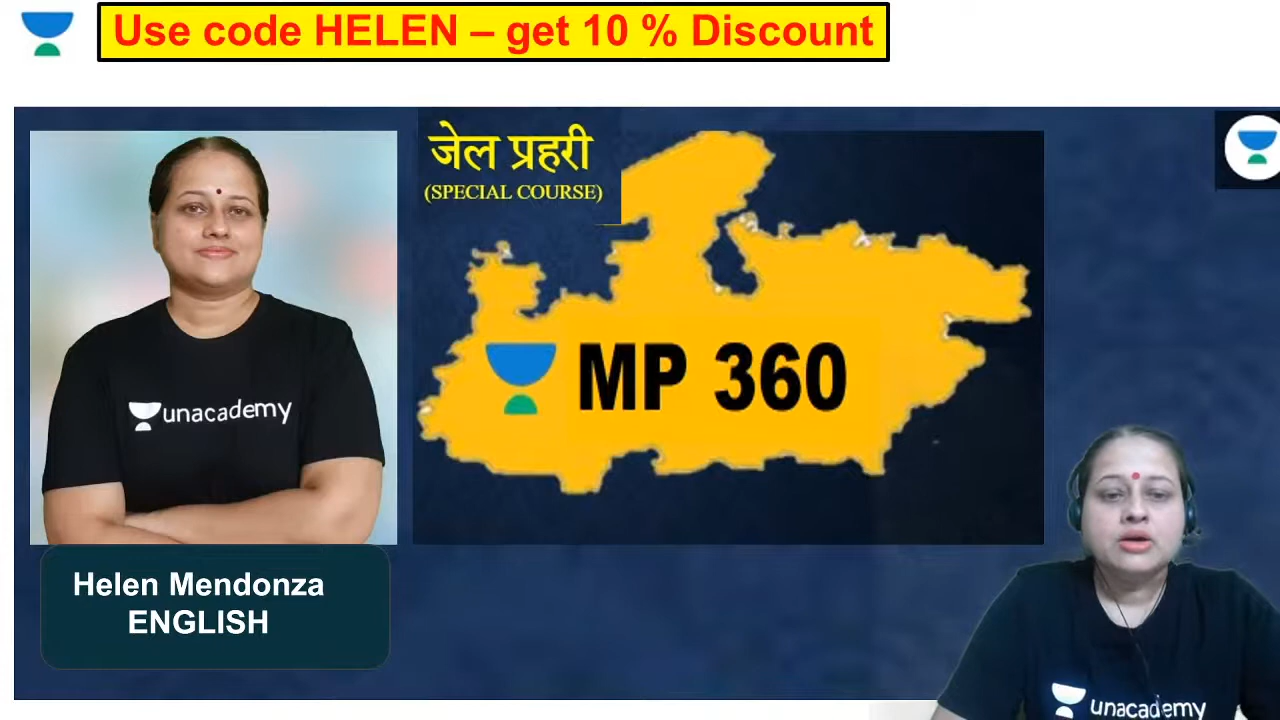 Use code HELEN – get 10 % Discount
जेल प्रहरी
(SPECIAL COURSE)
MP 360
unacademy
Helen Mendonza
ENGLISH
unacademy